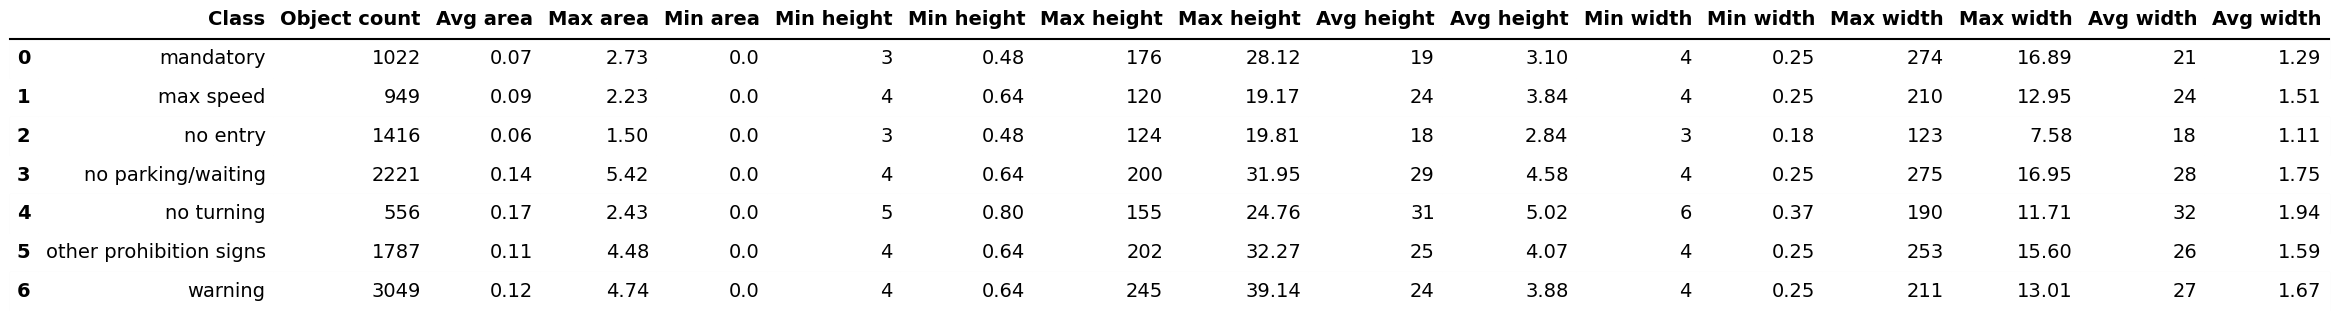 Class Object count Avg area Max area Min area Min height Min height Max height Max height Avg height Avg height Min width Min width Max width Max width Avg width Avg width
0 mandatory 1022 0.07 2.73 0.0 3 0.48 176 28.12 19 3.10 4 0.25 274 16.89 21 1.29
1 max speed 949 0.09 2.23 0.0 4 0.64 120 19.17 24 3.84 4 0.25 210 12.95 24 1.51
2 no entry 1416 0.06 1.50 0.0 3 0.48 124 19.81 18 2.84 3 0.18 123 7.58 18 1.11
3 no parking/waiting 2221 0.14 5.42 0.0 4 0.64 200 31.95 29 4.58 4 0.25 275 16.95 28 1.75
4 no turning 556 0.17 2.43 0.0 5 0.80 155 24.76 31 5.02 6 0.37 190 11.71 32 1.94
5 other prohibition signs 1787 0.11 4.48 0.0 4 0.64 202 32.27 25 4.07 4 0.25 253 15.60 26 1.59
6 warning 3049 0.12 4.74 0.0 4 0.64 245 39.14 24 3.88 4 0.25 211 13.01 27 1.67